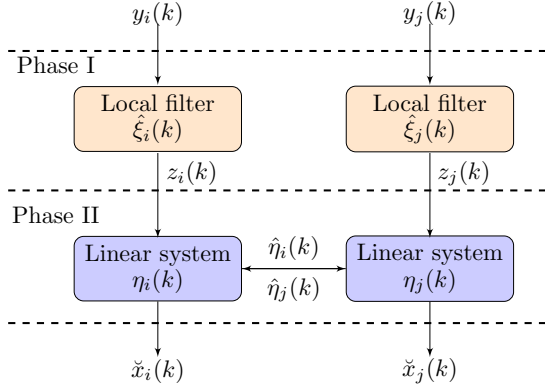 y_i(k) y_j(k)
Phase I
Local filter Local filter
ξ̂_i(k) ξ̂_j(k)
z_i(k) z_j(k)
Phase II
Linear system η̂_i(k) Linear system
η_i(k) η̂_j(k) η_j(k)
x̆_i(k) x̆_j(k)